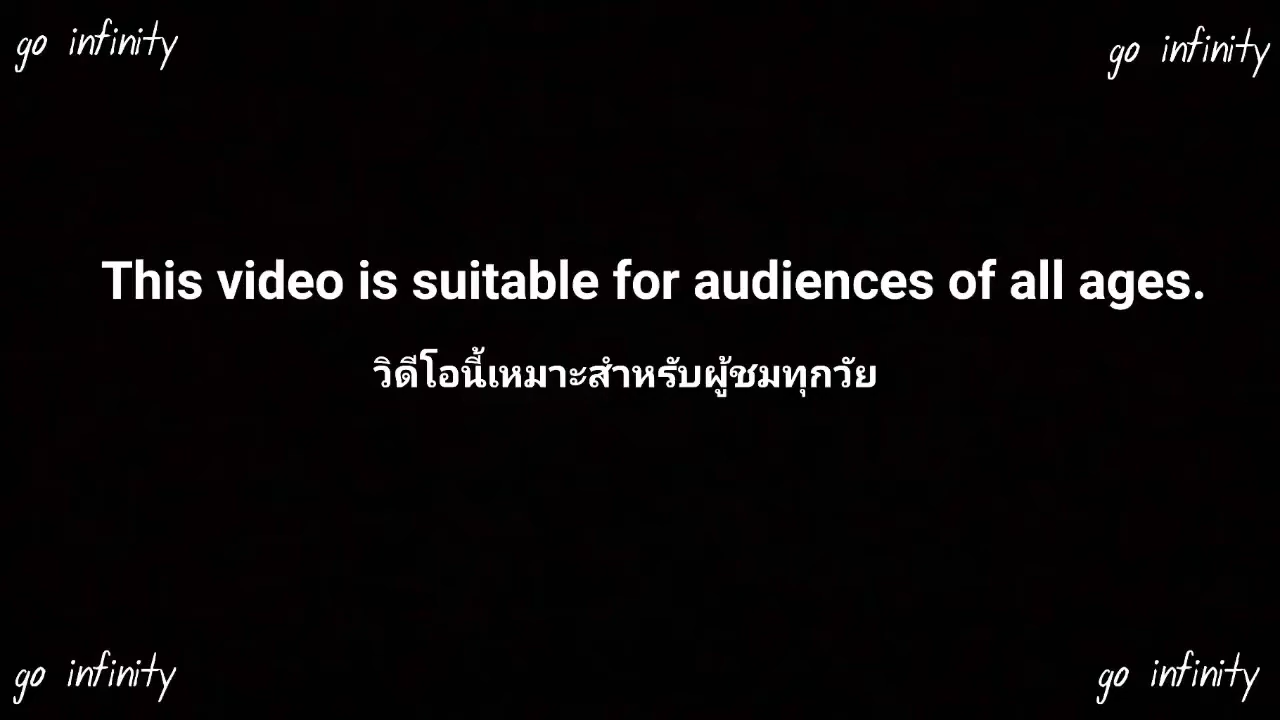 go infinity
go infinity
This video is suitable for audiences of all ages.
วิดีโอนี้เหมาะสำหรับผู้ชมทุกวัย
go infinity
go infinity